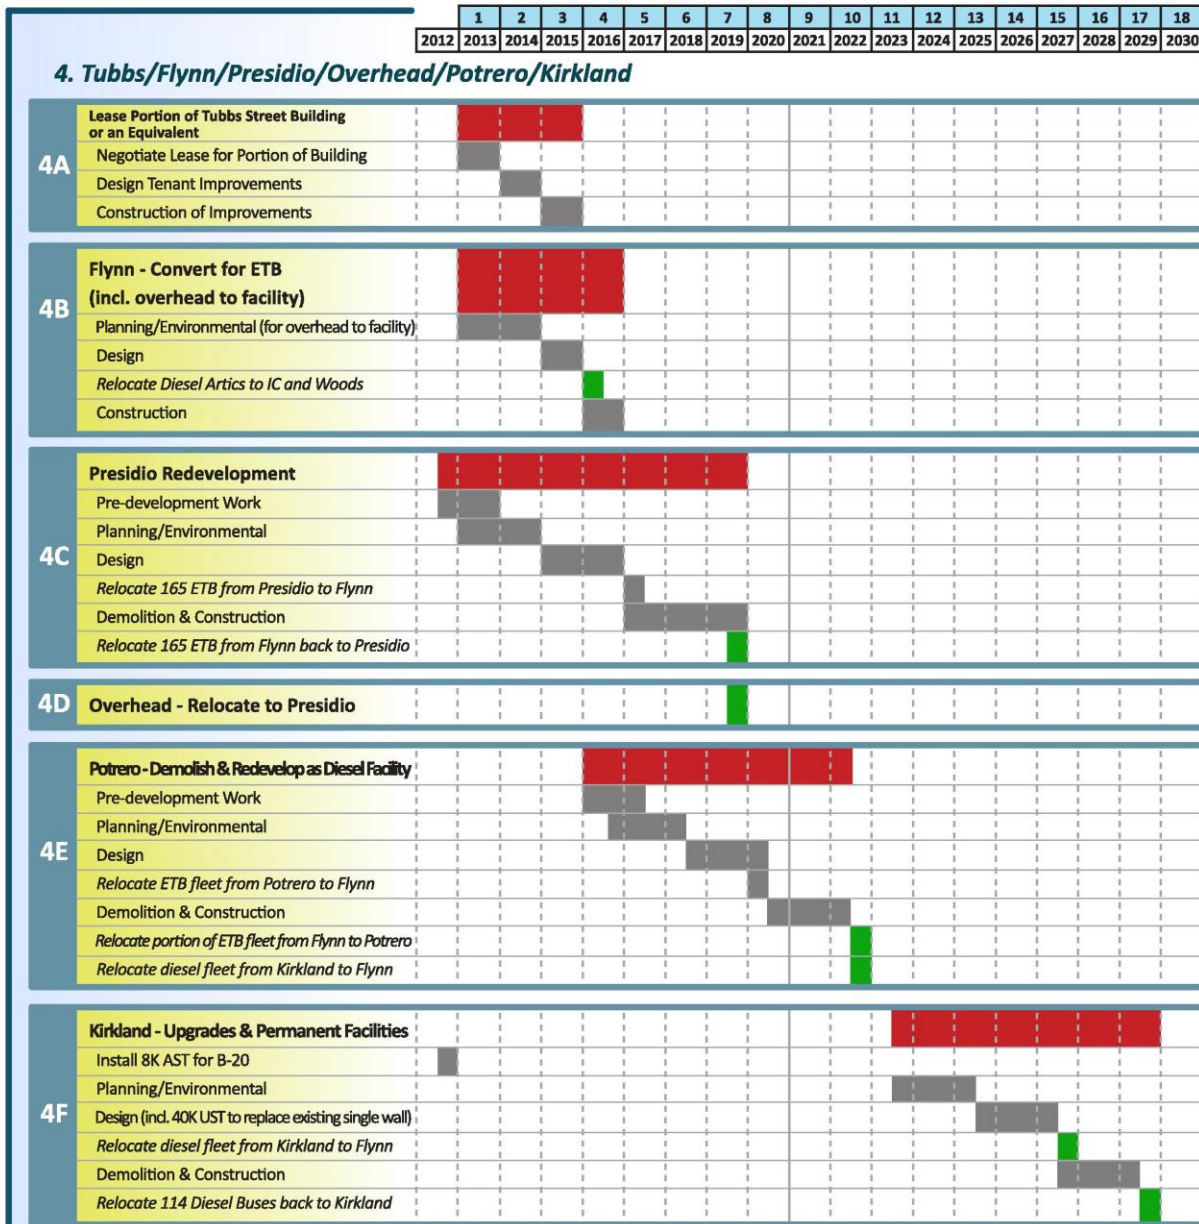 1 2 3 4 5 6 7 8 9 10 11 12 13 14 15 16 17 18
2012 2013 2014 2015 2016 2017 2018 2019 2020 2021 2022 2023 2024 2025 2026 2027 2028 2029 2030
4. Tubbs/Flynn/Presidio/Overhead/Potrero/Kirkland
4A
Lease Portion of Tubbs Street Building
or an Equivalent
Negotiate Lease for Portion of Building
Design Tenant Improvements
Construction of Improvements
4B
Flynn - Convert for ETB
(incl. overhead to facility)
Planning/Environmental (for overhead to facility)
Design
Relocate Diesel Artics to IC and Woods
Construction
4C
Presidio Redevelopment
Pre-development Work
Planning/Environmental
Design
Relocate 165 ETB from Presidio to Flynn
Demolition & Construction
Relocate 165 ETB from Flynn back to Presidio
4D
Overhead - Relocate to Presidio
4E
Potrero - Demolish & Redevelop as Diesel Facility
Pre-development Work
Planning/Environmental
Design
Relocate ETB fleet from Potrero to Flynn
Demolition & Construction
Relocate portion of ETB fleet from Flynn to Potrero
Relocate diesel fleet from Kirkland to Flynn
4F
Kirkland - Upgrades & Permanent Facilities
Install 8K AST for B-20
Planning/Environmental
Design (incl. 40K UST to replace existing single wall)
Relocate diesel fleet from Kirkland to Flynn
Demolition & Construction
Relocate 114 Diesel Buses back to Kirkland